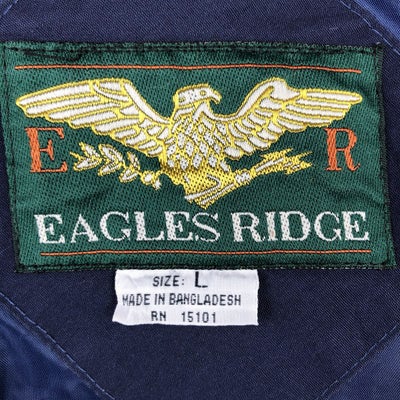 E R
EAGLES RIDGE
SIZE: L
MADE IN BANGLADESH
RN 15101